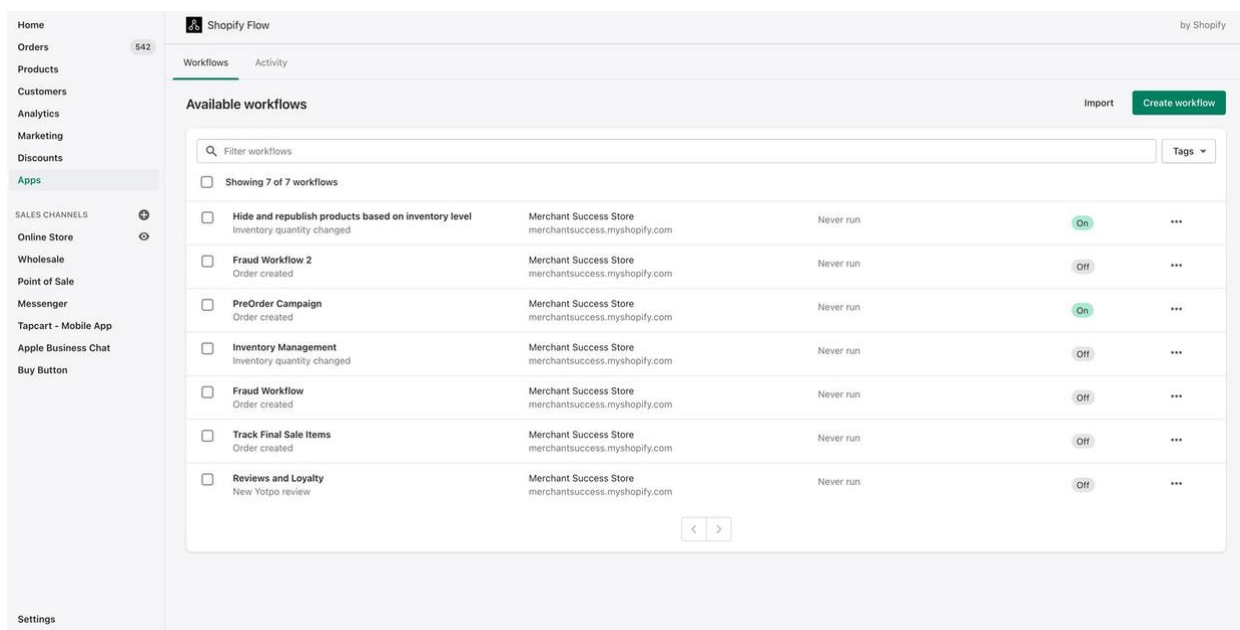 Home
Orders 542
Products
Customers
Analytics
Marketing
Discounts
Apps
SALES CHANNELS
Online Store
Wholesale
Point of Sale
Messenger
Tapcart - Mobile App
Apple Business Chat
Buy Button
Settings
Shopify Flow by Shopify
Workflows Activity
Available workflows Import Create workflow
Filter workflows Tags
Showing 7 of 7 workflows
Hide and republish products based on inventory level Merchant Success Store Never run On
Inventory quantity changed merchantsuccess.myshopify.com
Fraud Workflow 2 Merchant Success Store Never run Off
Order created merchantsuccess.myshopify.com
PreOrder Campaign Merchant Success Store Never run On
Order created merchantsuccess.myshopify.com
Inventory Management Merchant Success Store Never run Off
Inventory quantity changed merchantsuccess.myshopify.com
Fraud Workflow Merchant Success Store Never run Off
Order created merchantsuccess.myshopify.com
Track Final Sale Items Merchant Success Store Never run Off
Order created merchantsuccess.myshopify.com
Reviews and Loyalty Merchant Success Store Never run Off
New Yotpo review merchantsuccess.myshopify.com